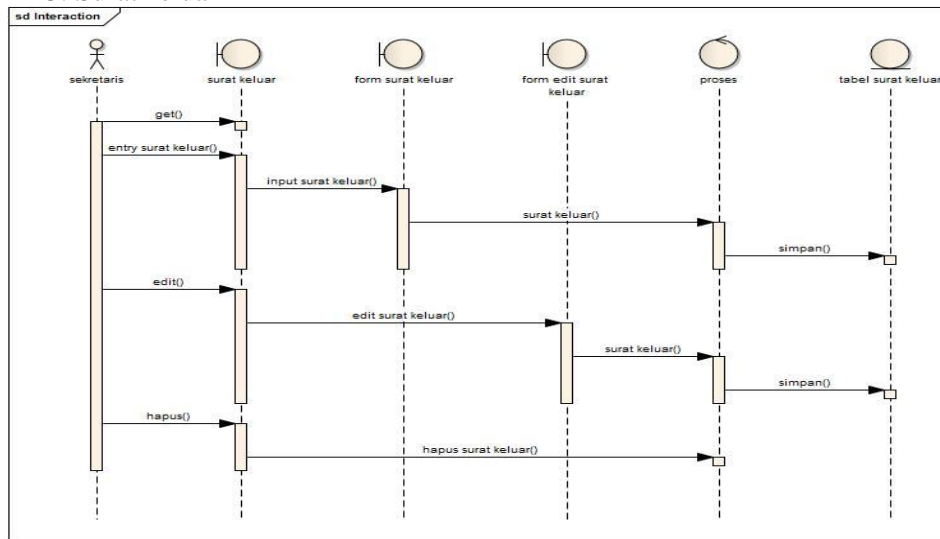 sd Interaction
sekretaris
surat keluar
form surat keluar
form edit surat
keluar
proses
tabel surat keluar
get()
entry surat keluar()
input surat keluar()
surat keluar()
simpan()
edit()
edit surat keluar()
surat keluar()
simpan()
hapus()
hapus surat keluar()